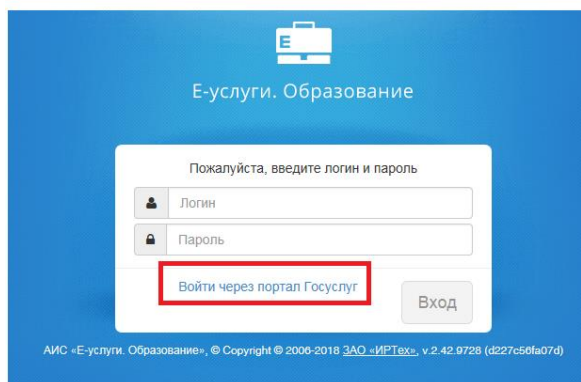 Е
Е-услуги. Образование
Пожалуйста, введите логин и пароль
Логин
Пароль
Войти через портал Госуслуг
Вход
АИС «Е-услуги. Образование», © Copyright © 2006-2018 ЗАО «ИРТех», v.2.42.9728 (d227c56fa07d)